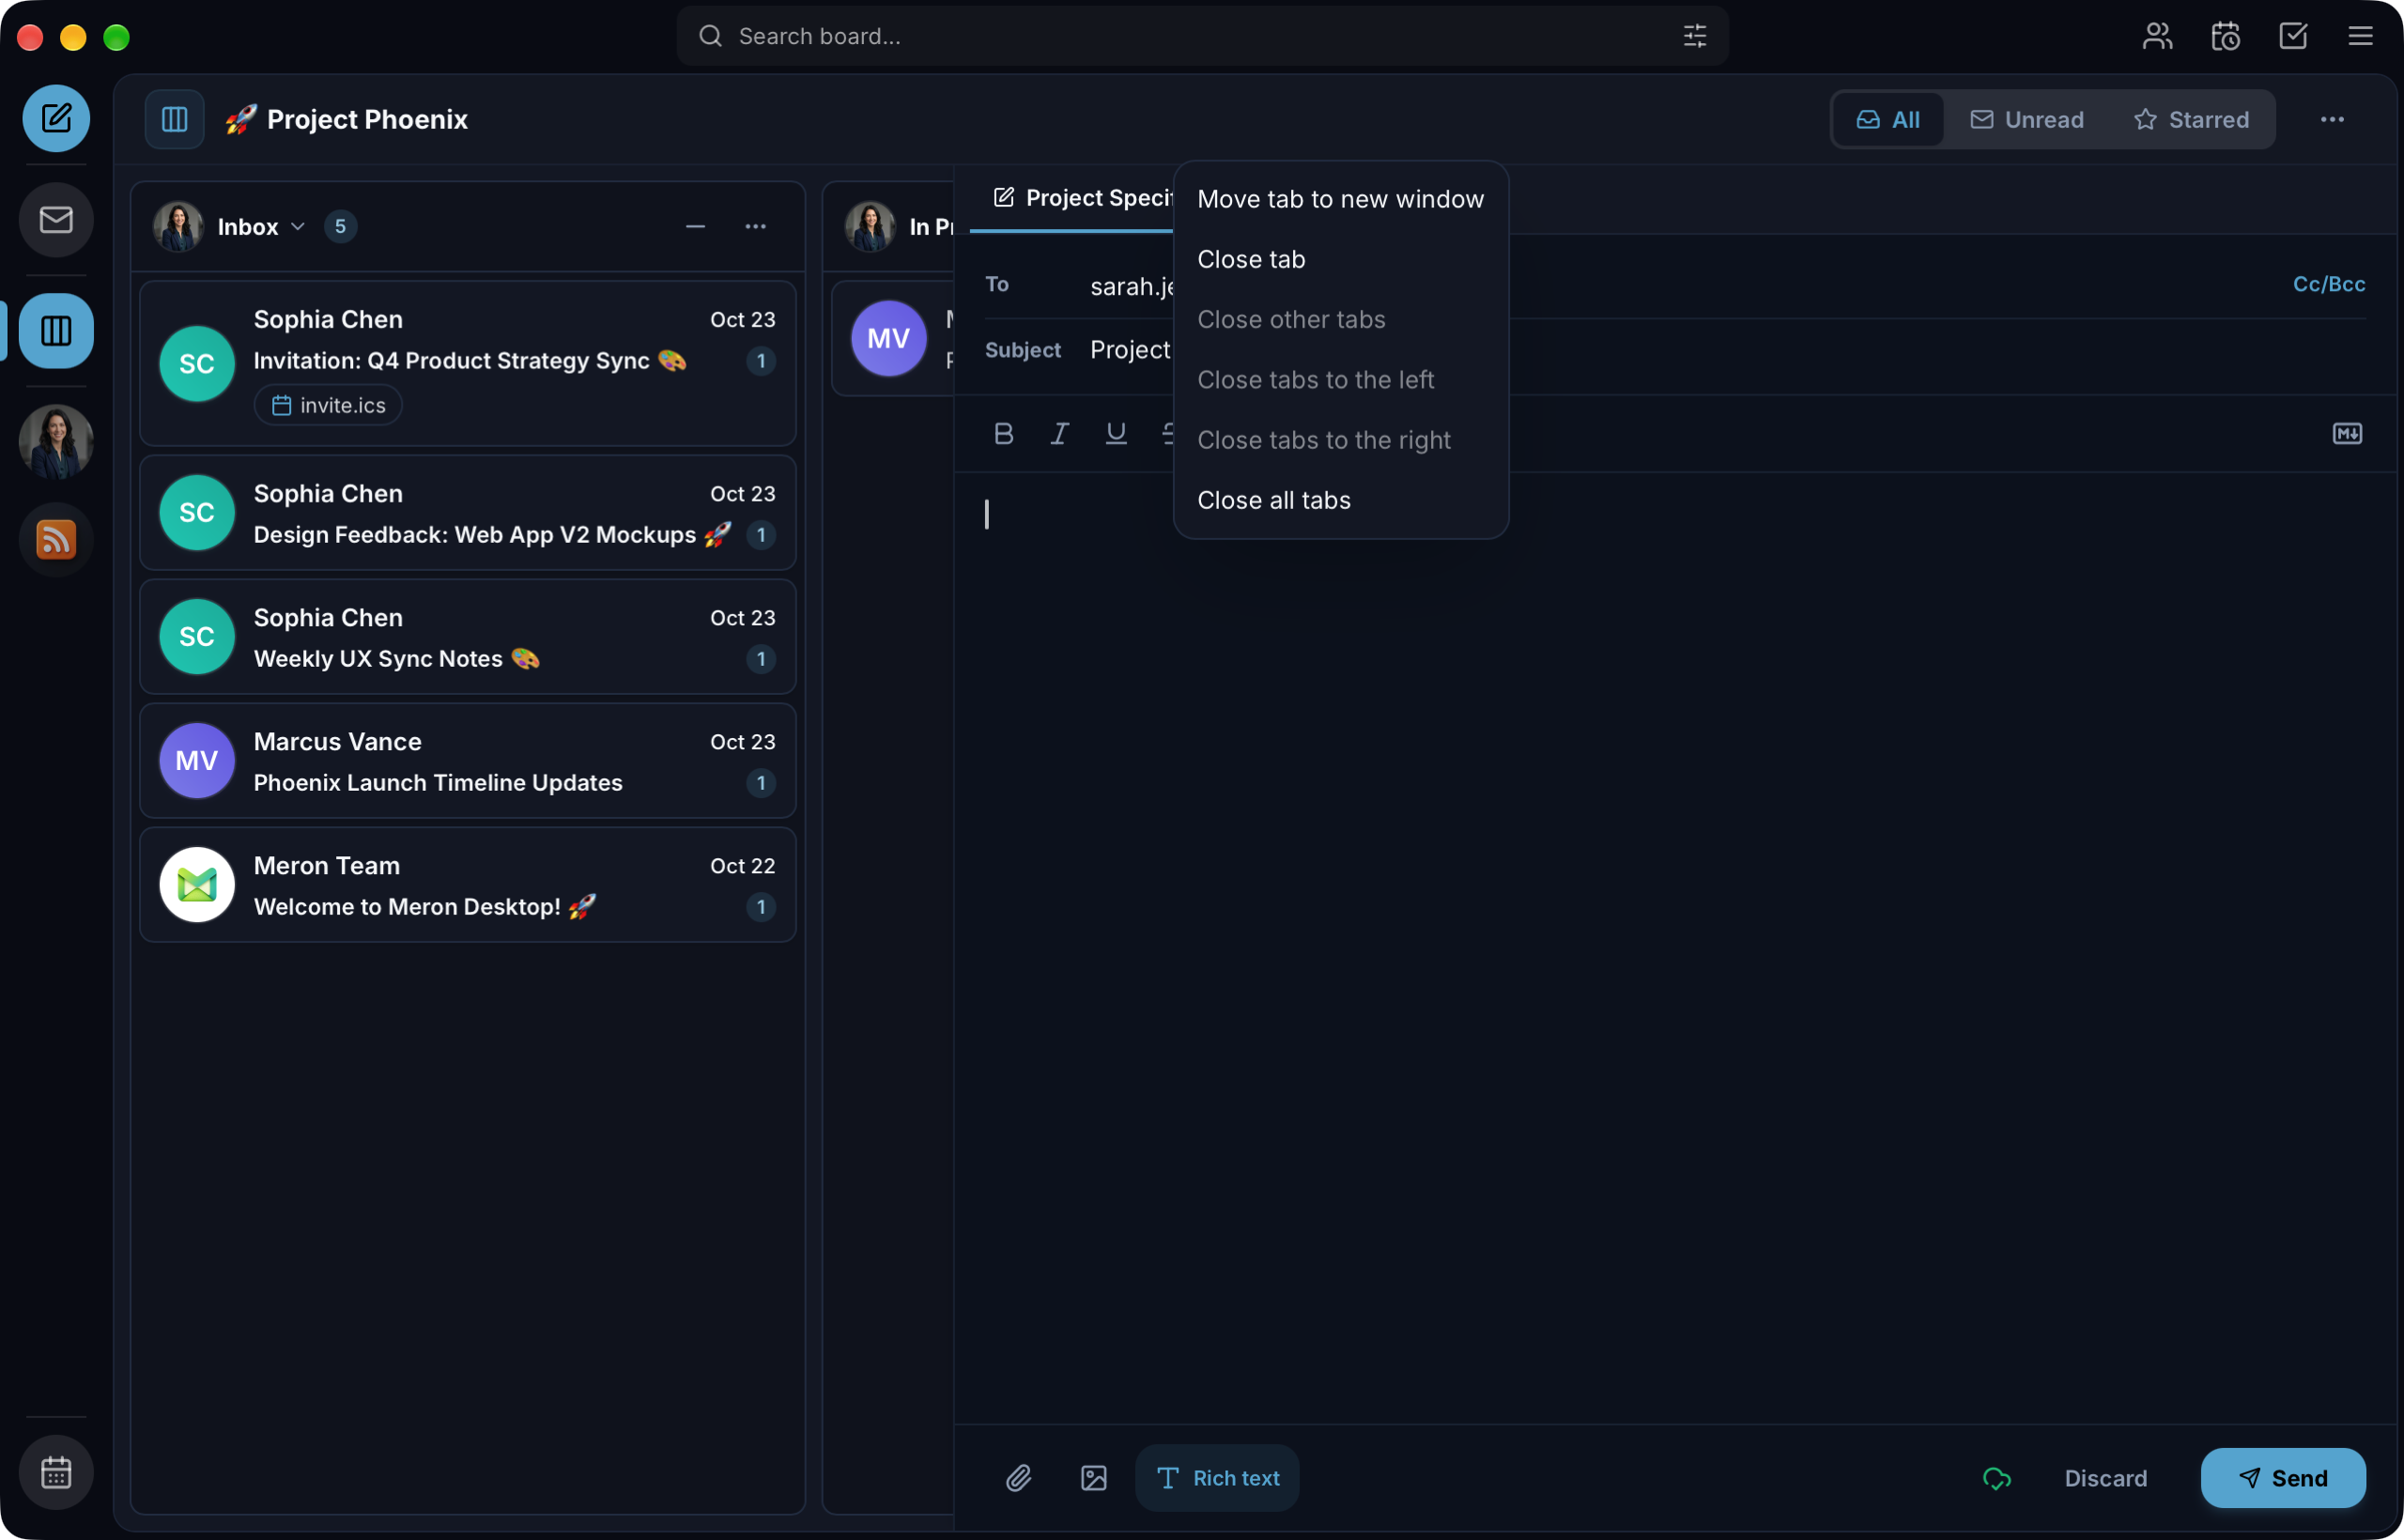 Search board...
🚀 Project Phoenix
All
Unread
Starred
Inbox
5
Sophia Chen
Oct 23
Invitation: Q4 Product Strategy Sync 🎨
1
invite.ics
SC
Sophia Chen
Oct 23
Design Feedback: Web App V2 Mockups 🚀
1
SC
Sophia Chen
Oct 23
Weekly UX Sync Notes 🎨
1
SC
Marcus Vance
Oct 23
Phoenix Launch Timeline Updates
1
MV
Meron Team
Oct 22
Welcome to Meron Desktop! 🚀
1
In
MV
Project
Move tab to new window
Close tab
Close other tabs
Close tabs to the left
Close tabs to the right
Close all tabs
To
Cc/Bcc
Subject
Project
B I U
M
Rich text
Discard
Send